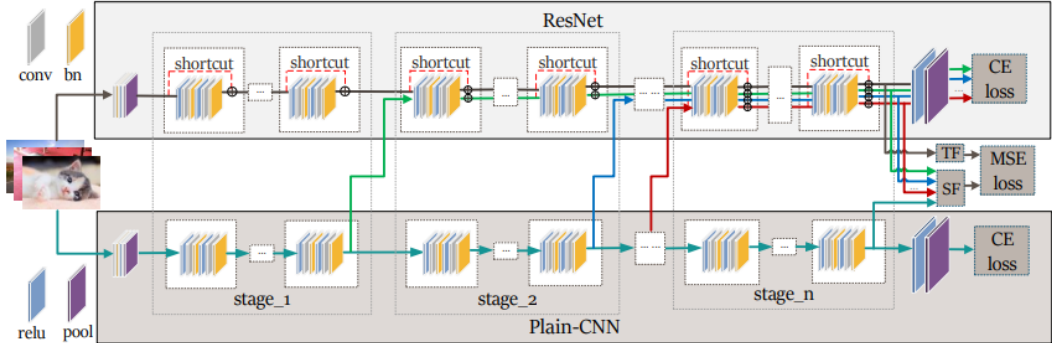 ResNet
conv bn
shortcut shortcut shortcut shortcut shortcut shortcut
... ... ... ... ...
CE
loss
...
TF
MSE
loss
...
SF
CE
loss
... ... ... ... ...
stage_1 stage_2 stage_n
relu pool
Plain-CNN